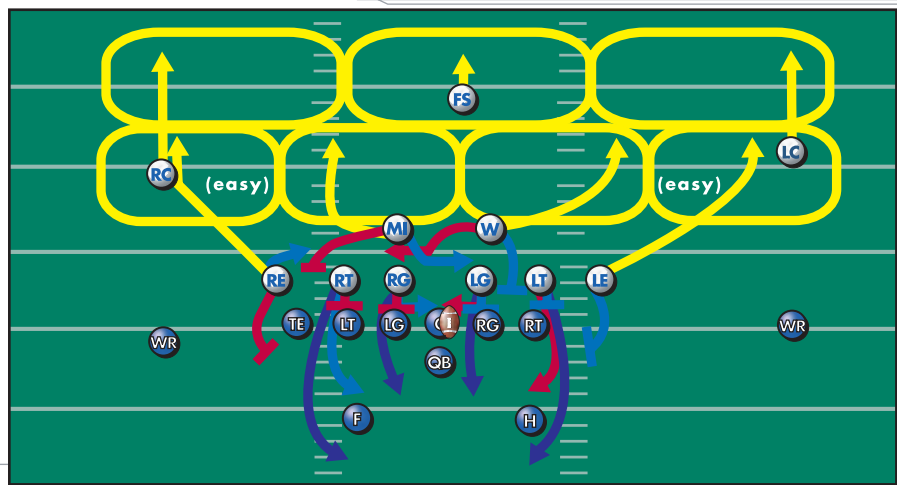 FS
RC
LC
(easy)
(easy)
MI
W
RE
RT
RG
LG
LT
LE
TE
LT
LG
RG
RT
WR
WR
QB
F
H